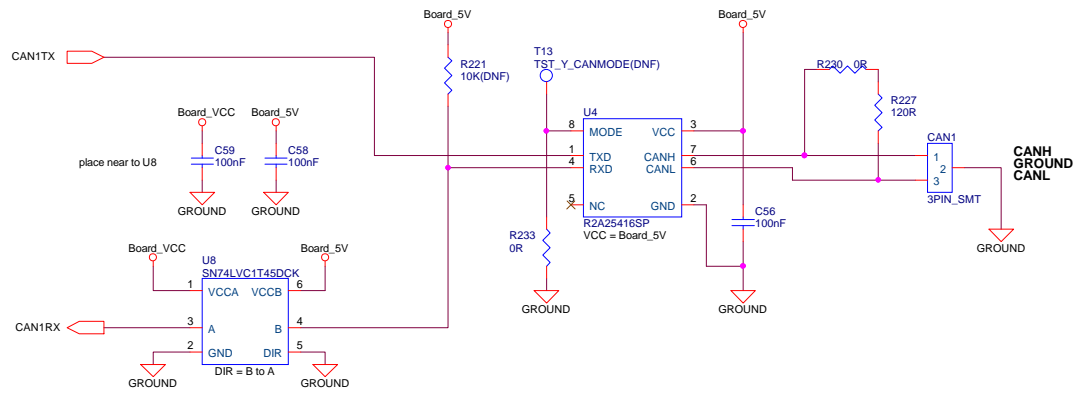 Board_5V
Board_5V
CAN1TX
R221
10K(DNF)
T13
TST_Y_CANMODE(DNF)
R230 0R
R227
120R
Board_VCC
Board_5V
C59
100nF
C58
100nF
place near to U8
GROUND
GROUND
U4
8 MODE VCC 3
1 TXD CANH 7
4 RXD CANL 6
5 NC GND 2
R2A25416SP
VCC = Board_5V
CAN1
1
2
3
3PIN_SMT
CANH
GROUND
CANL
C56
100nF
R233
0R
GROUND
GROUND
GROUND
Board_VCC
Board_5V
U8
SN74LVC1T45DCK
1 VCCA VCCB 6
CAN1RX
3 A B 4
2 GND DIR 5
DIR = B to A
GROUND
GROUND